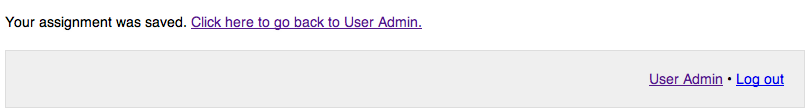 Your assignment was saved. Click here to go back to User Admin.
User Admin • Log out